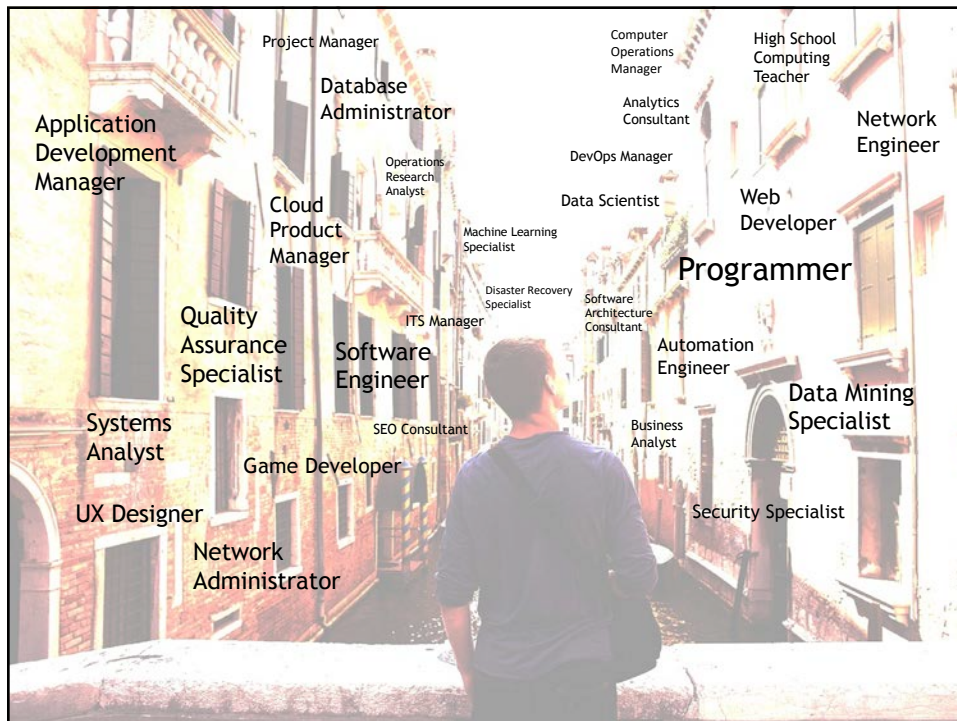 Project Manager
Computer
Operations
Manager
High School
Computing
Teacher
Database
Administrator
Analytics
Consultant
Application
Development
Manager
Network
Engineer
Operations
Research
Analyst
DevOps Manager
Cloud
Product
Manager
Data Scientist
Web
Developer
Machine Learning
Specialist
Programmer
Disaster Recovery
Specialist
Software
Architecture
Consultant
Quality
Assurance
Specialist
ITS Manager
Software
Engineer
Automation
Engineer
Data Mining
Specialist
Systems
Analyst
SEO Consultant
Business
Analyst
Game Developer
UX Designer
Security Specialist
Network
Administrator